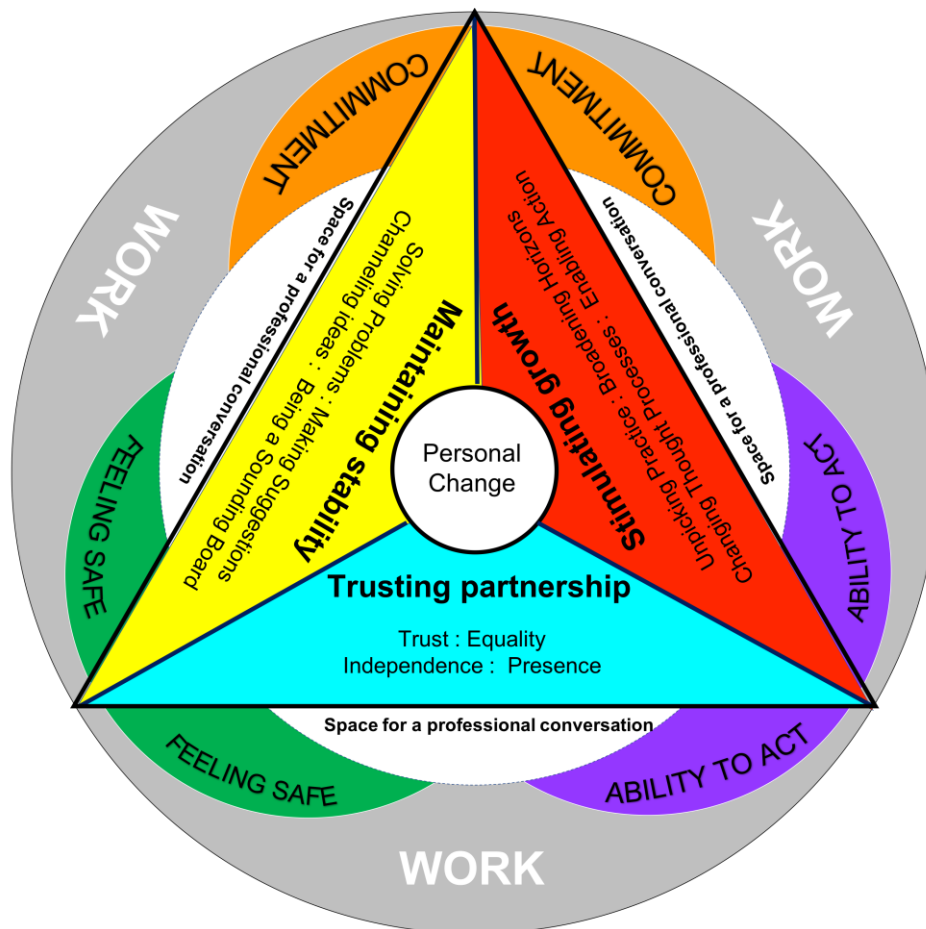 COMMITMENT
COMMITMENT
WORK
WORK
Space for a professional conversation
Space for a professional conversation
Channeling ideas : Being a Sounding Board
Solving Problems : Making Suggestions
Maintaining stability
Stimulating growth
Unpicking Practice : Broadening Horizons
Changing Thought Processes : Enabling Action
Personal
Change
FEELING SAFE
ABILITY TO ACT
Trusting partnership
Trust : Equality
Independence : Presence
Space for a professional conversation
FEELING SAFE
ABILITY TO ACT
WORK